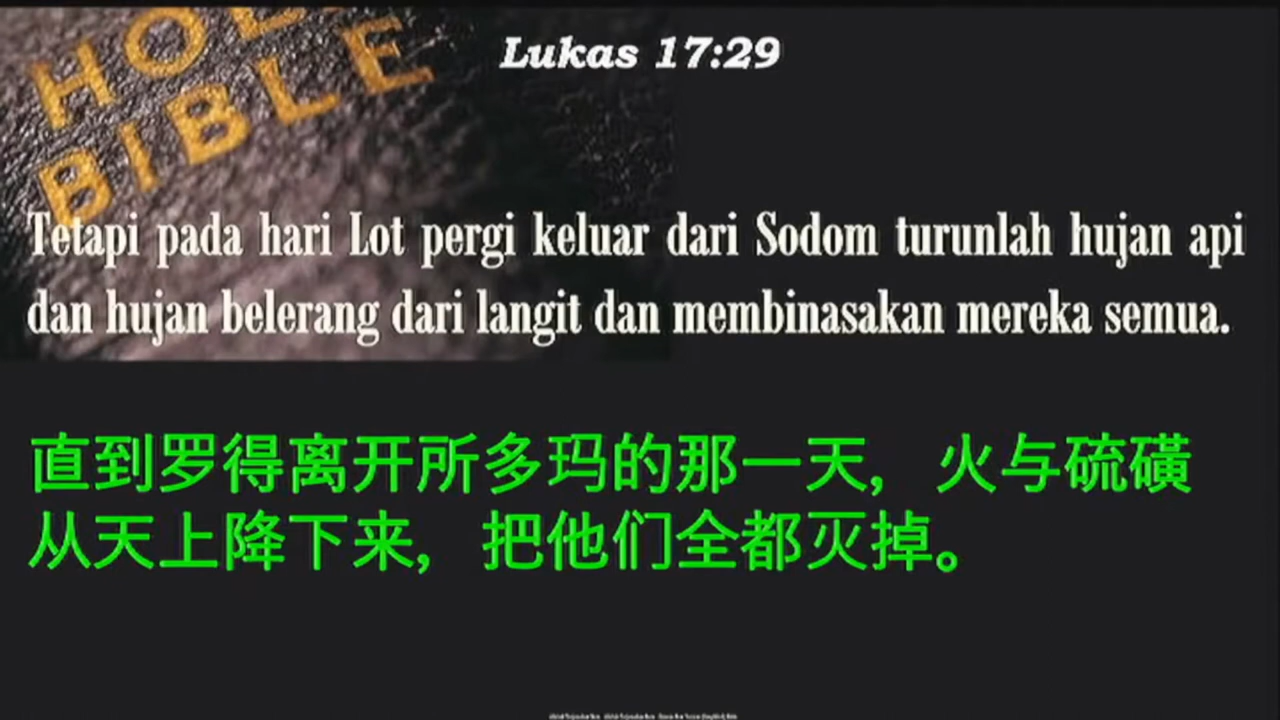 HOL
BIBLE
Lukas 17:29
Tetapi pada hari Lot pergi keluar dari Sodom turunlah hujan api
dan hujan belerang dari langit dan membinasakan mereka semua.
直到罗得离开所多玛的那一天，火与硫磺
从天上降下来，把他们全都灭掉。